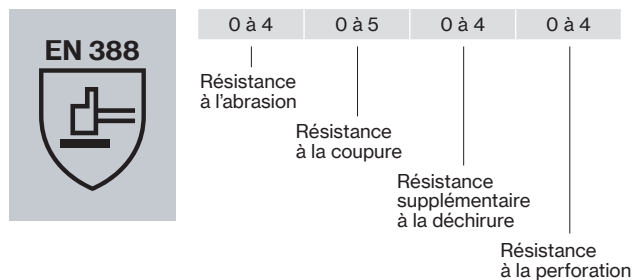 EN 388
0 à 4 0 à 5 0 à 4 0 à 4
Résistance
à l'abrasion
Résistance
à la coupure
Résistance
supplémentaire
à la déchirure
Résistance
à la perforation